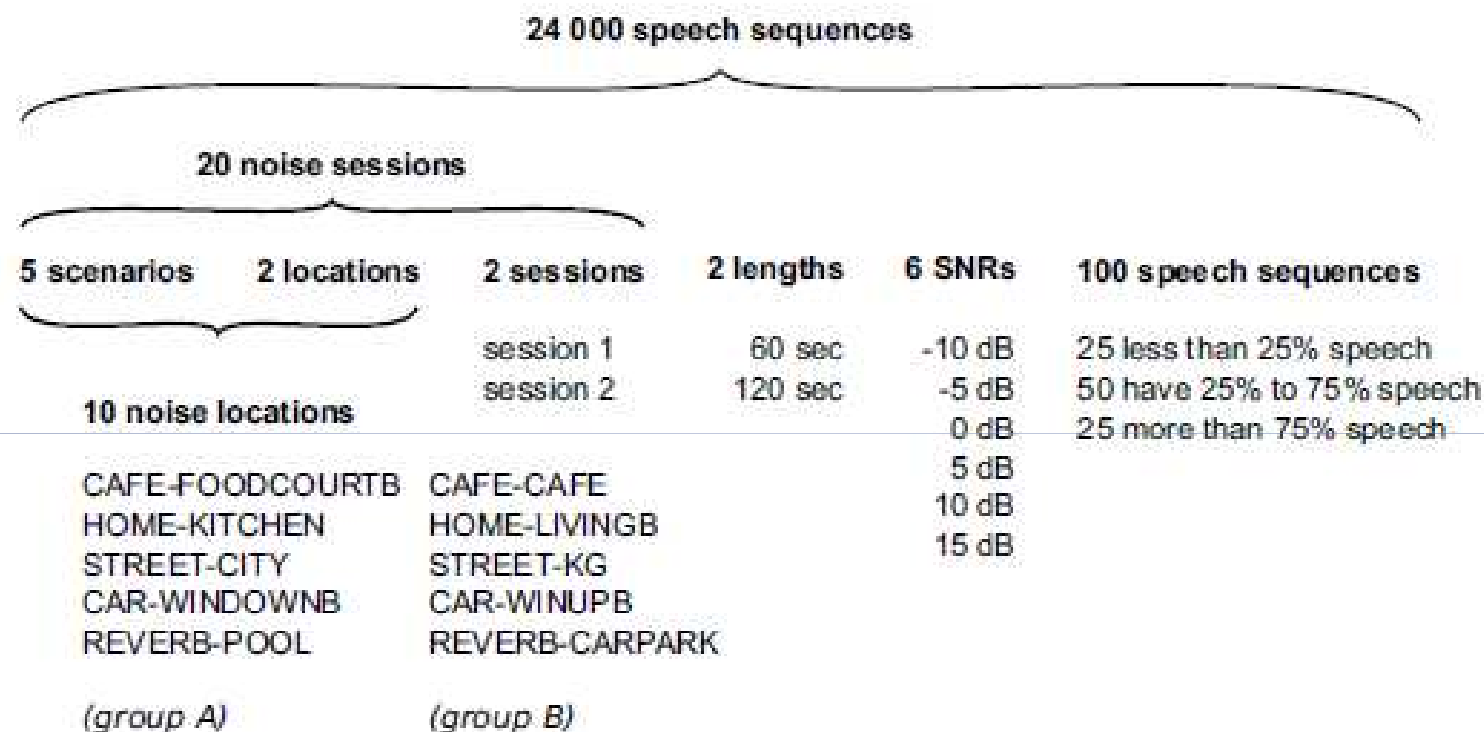 24 000 speech sequences
20 noise sessions
5 scenarios 2 locations 2 sessions 2 lengths 6 SNRs 100 speech sequences
session 1 60 sec -10 dB 25 less than 25% speech
session 2 120 sec -5 dB 50 have 25% to 75% speech
10 noise locations
0 dB 25 more than 75% speech
5 dB
CAFE-FOODCOURTB CAFE-CAFE
10 dB
HOME-KITCHEN HOME-LIVINGB
15 dB
STREET-CITY STREET-KG
CAR-WINDOWNB CAR-WINUPB
REVERB-POOL REVERB-CARPARK
(group A) (group B)